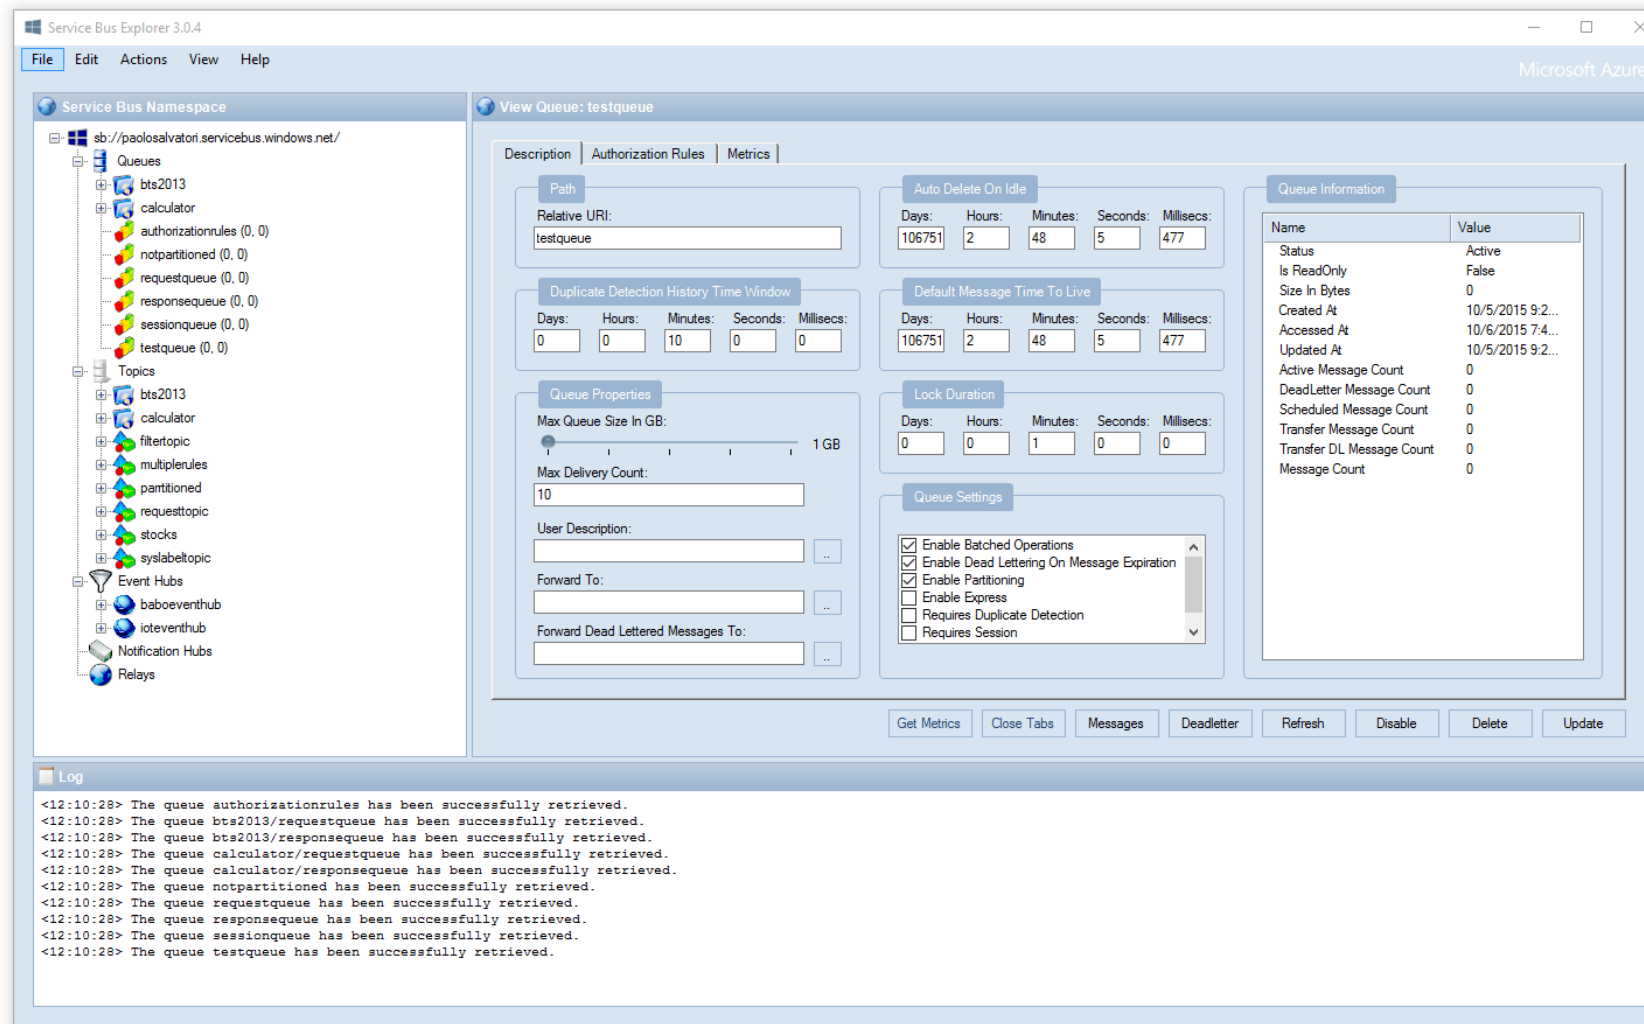 Service Bus Explorer 3.0.4
File Edit Actions View Help
Microsoft Azure
Service Bus Namespace
sb://paolosalvatori.servicebus.windows.net/
Queues
bts2013
calculator
authorizationrules (0, 0)
notpartitioned (0, 0)
requestqueue (0, 0)
responsequeue (0, 0)
sessionqueue (0, 0)
testqueue (0, 0)
Topics
bts2013
calculator
filtertopic
multiplerules
partitioned
requesttopic
stocks
syslabeltopic
Event Hubs
baboeventhub
ioteventhub
Notification Hubs
Relays
View Queue: testqueue
Description Authorization Rules Metrics
Path
Relative URI:
testqueue
Duplicate Detection History Time Window
Days: Hours: Minutes: Seconds: Millisecs:
0 0 10 0 0
Queue Properties
Max Queue Size In GB:
1 GB
Max Delivery Count:
10
User Description:
..
Forward To:
..
Forward Dead Lettered Messages To:
..
Auto Delete On Idle
Days: Hours: Minutes: Seconds: Millisecs:
106751 2 48 5 477
Default Message Time To Live
Days: Hours: Minutes: Seconds: Millisecs:
106751 2 48 5 477
Lock Duration
Days: Hours: Minutes: Seconds: Millisecs:
0 0 1 0 0
Queue Settings
Enable Batched Operations
Enable Dead Lettering On Message Expiration
Enable Partitioning
Enable Express
Requires Duplicate Detection
Requires Session
Queue Information
Name Value
Status Active
Is ReadOnly False
Size In Bytes 0
Created At 10/5/2015 9:2...
Accessed At 10/6/2015 7:4...
Updated At 10/5/2015 9:2...
Active Message Count 0
DeadLetter Message Count 0
Scheduled Message Count 0
Transfer Message Count 0
Transfer DL Message Count 0
Message Count 0
Get Metrics Close Tabs Messages Deadletter Refresh Disable Delete Update
Log
<12:10:28> The queue authorizationrules has been successfully retrieved.
<12:10:28> The queue bts2013/requestqueue has been successfully retrieved.
<12:10:28> The queue bts2013/responsequeue has been successfully retrieved.
<12:10:28> The queue calculator/requestqueue has been successfully retrieved.
<12:10:28> The queue calculator/responsequeue has been successfully retrieved.
<12:10:28> The queue notpartitioned has been successfully retrieved.
<12:10:28> The queue requestqueue has been successfully retrieved.
<12:10:28> The queue responsequeue has been successfully retrieved.
<12:10:28> The queue sessionqueue has been successfully retrieved.
<12:10:28> The queue testqueue has been successfully retrieved.